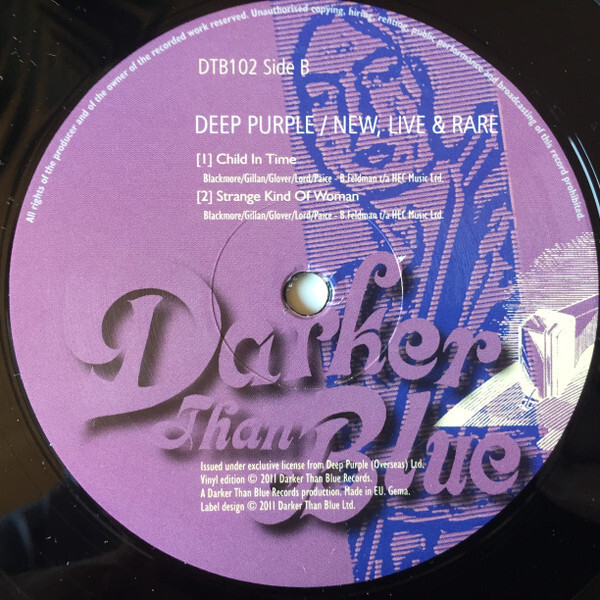 All rights of the producer and of the owner of the recorded work reserved. Unauthorised copying, hiring, renting, public performance and broadcasting of this record prohibited.
DTB102 Side B
DEEP PURPLE / NEW, LIVE & RARE
[1] Child In Time
Blackmore/Gillan/Glover/Lord/Paice - B.Feldman t/a HEC Music Ltd.
[2] Strange Kind Of Woman
Blackmore/Gillan/Glover/Lord/Paice - B.Feldman t/a HEC Music Ltd.
Darker
Than Blue
Issued under exclusive license from Deep Purple (Overseas) Ltd.
Vinyl edition © 2011 Darker Than Blue Records.
A Darker Than Blue Records production. Made in EU. Gema.
Label design © 2011 Darker Than Blue Ltd.